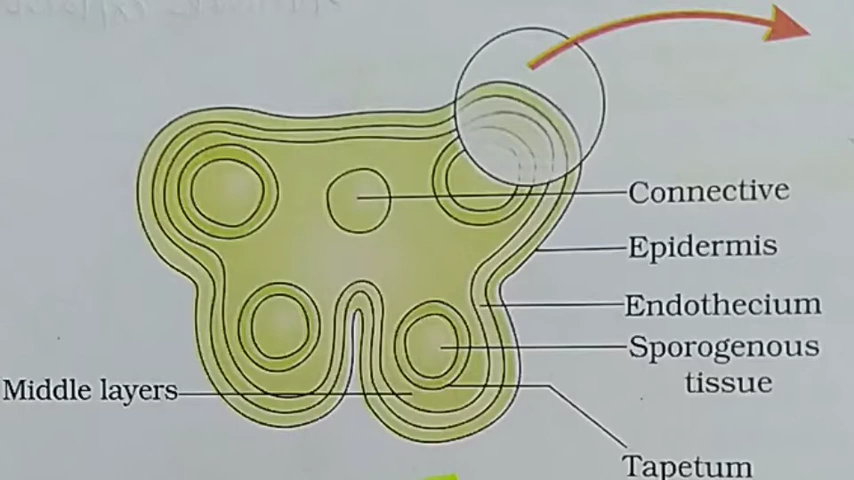 Connective
Epidermis
Endothecium
Sporogenous
tissue
Middle layers
Tapetum